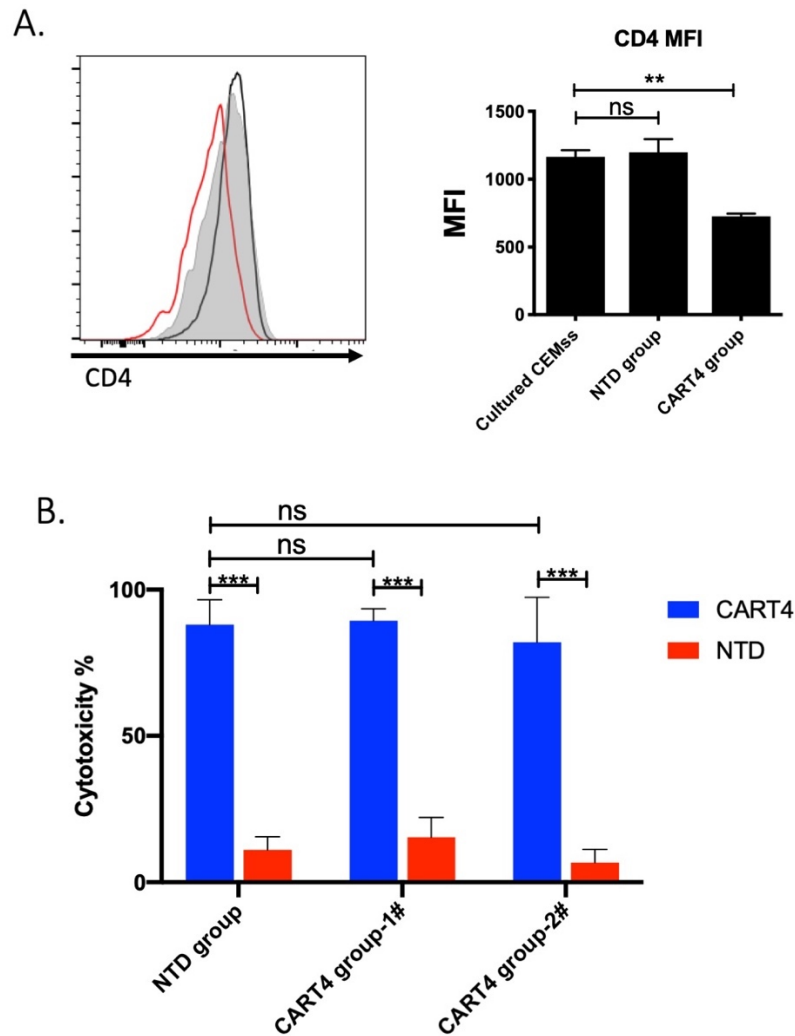 A.
CD4
CD4 MFI
**
ns
1500
1000
500
0
MFI
Cultured CEMss
NTD group
CART4 group
B.
ns
ns
***
***
***
100
50
0
Cytotoxicity %
NTD group
CART4 group-1#
CART4 group-2#
CART4
NTD